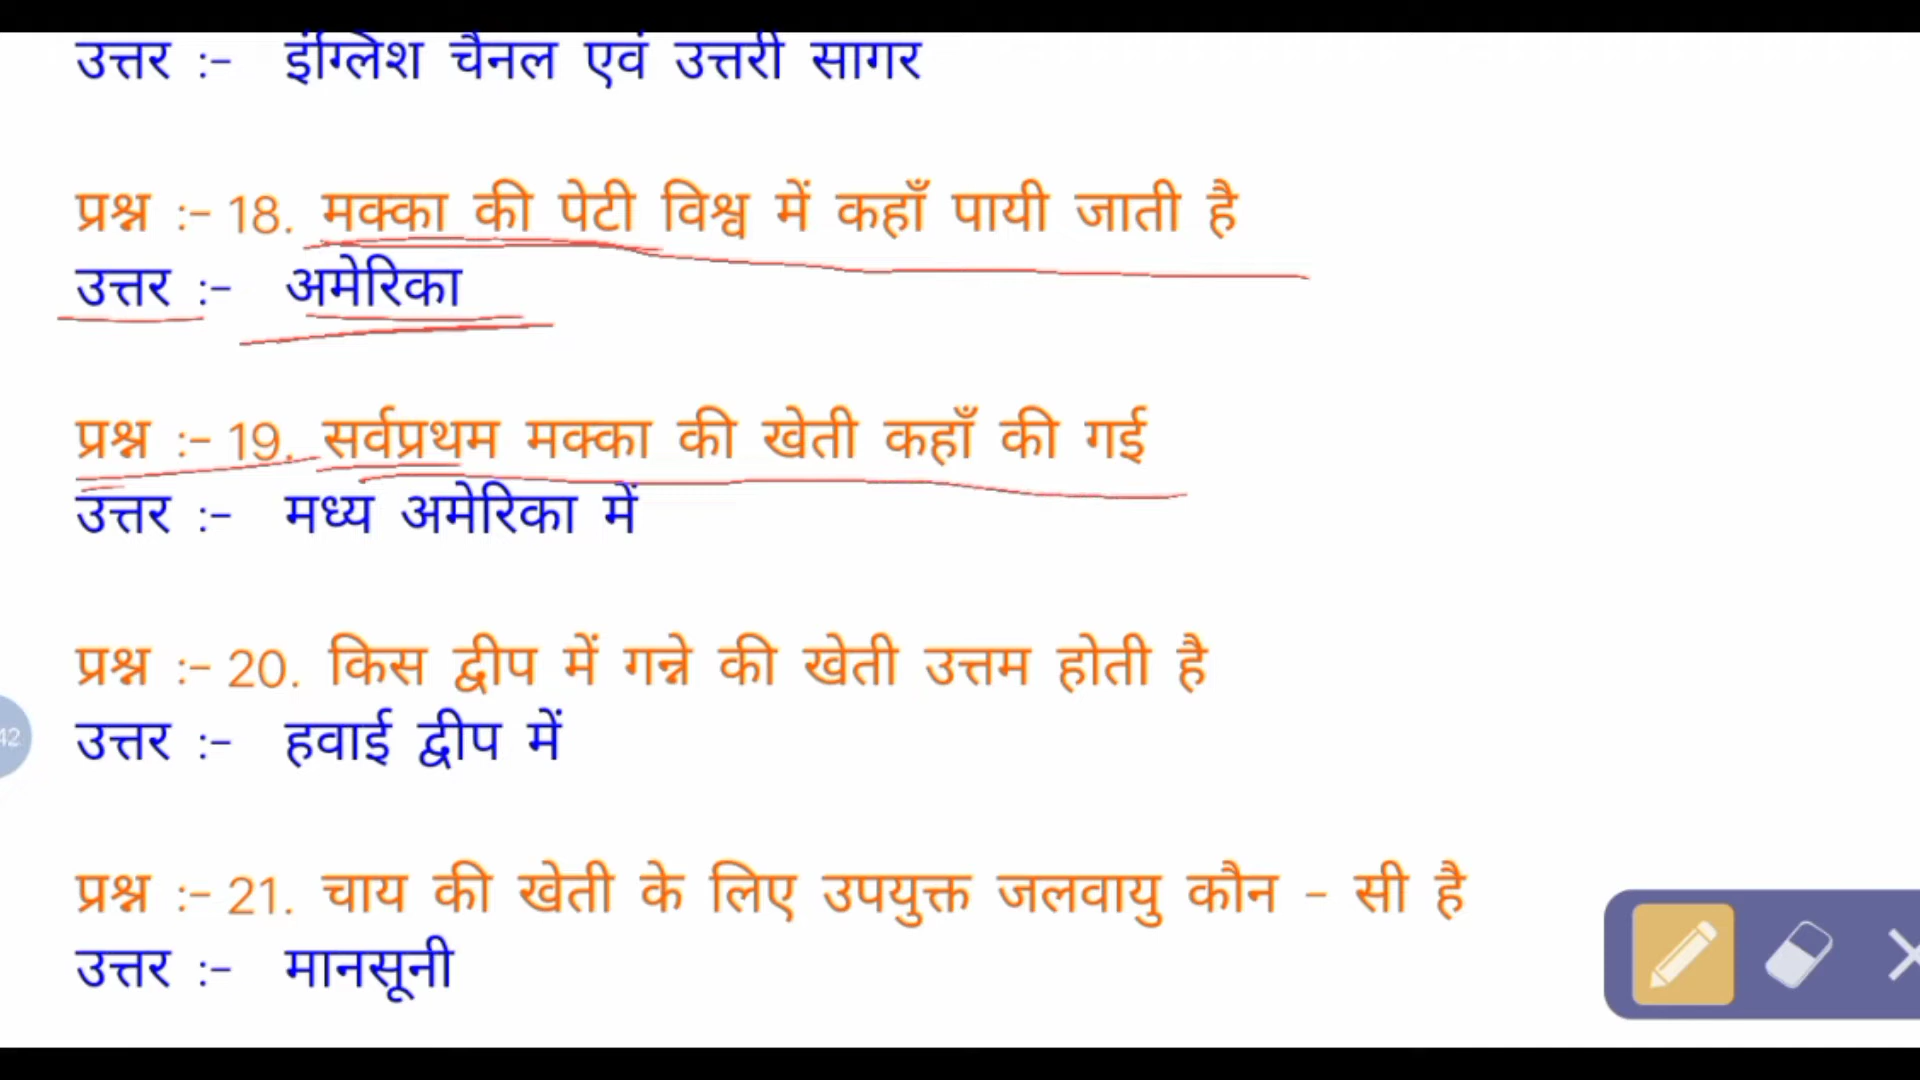 उत्तर :- इंग्लिश चैनल एवं उत्तरी सागर
प्रश्न :- 18. मक्का की पेटी विश्व में कहाँ पायी जाती है
उत्तर :- अमेरिका
प्रश्न :- 19. सर्वप्रथम मक्का की खेती कहाँ की गई
उत्तर :- मध्य अमेरिका में
प्रश्न :- 20. किस द्वीप में गन्ने की खेती उत्तम होती है
42
उत्तर :- हवाई द्वीप में
प्रश्न :- 21. चाय की खेती के लिए उपयुक्त जलवायु कौन - सी है
उत्तर :- मानसूनी